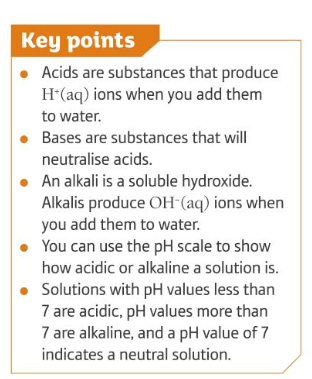 Key points
• Acids are substances that produce
H⁺(aq) ions when you add them
to water.
• Bases are substances that will
neutralise acids.
• An alkali is a soluble hydroxide.
Alkalis produce OH⁻(aq) ions when
you add them to water.
• You can use the pH scale to show
how acidic or alkaline a solution is.
• Solutions with pH values less than
7 are acidic, pH values more than
7 are alkaline, and a pH value of 7
indicates a neutral solution.